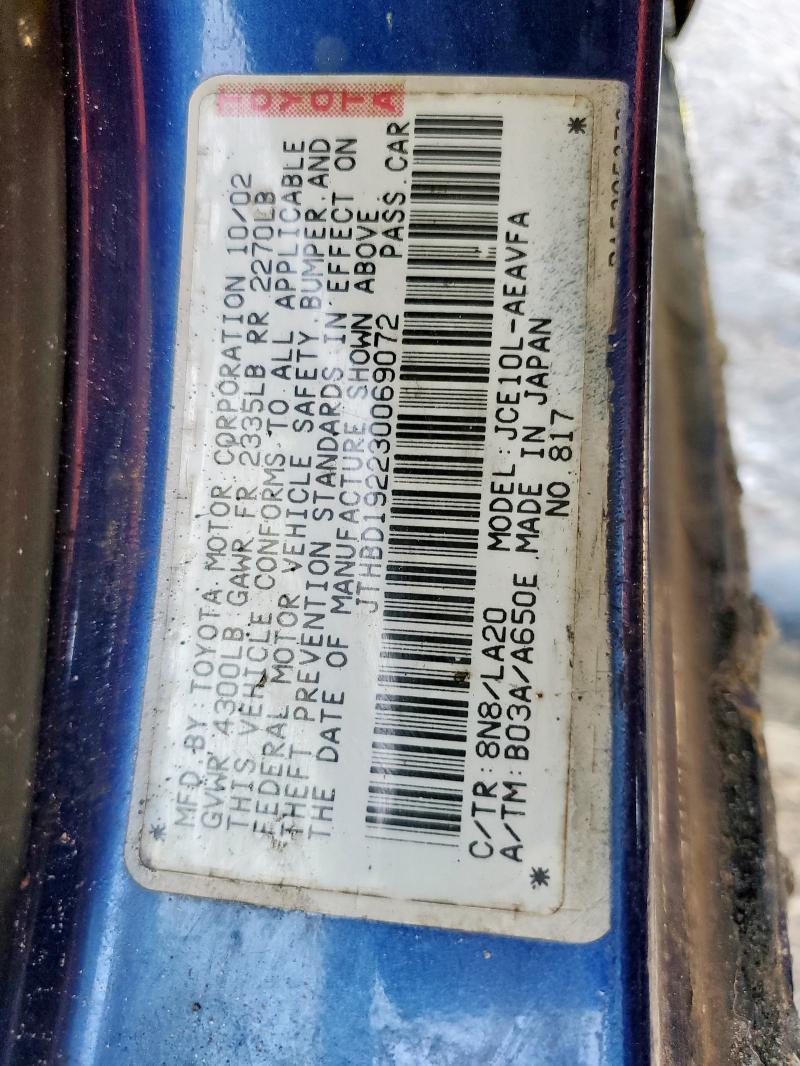 TOYOTA
MFD BY: TOYOTA MOTOR CORPORATION 10/02
GVWR 4300LB GAWR FR 2335LB RR 2270LB
THIS VEHICLE CONFORMS TO ALL APPLICABLE
FEDERAL MOTOR VEHICLE SAFETY BUMPER, AND
THEFT PREVENTION STANDARDS IN EFFECT ON
THE DATE OF MANUFACTURE SHOWN ABOVE
JTHBD192230069072 PASS.CAR
C/TR: 8N8/LA20 MODEL: JCE10L-AEAVFA
A/TM: B03A/A650E MADE IN JAPAN
NO 817